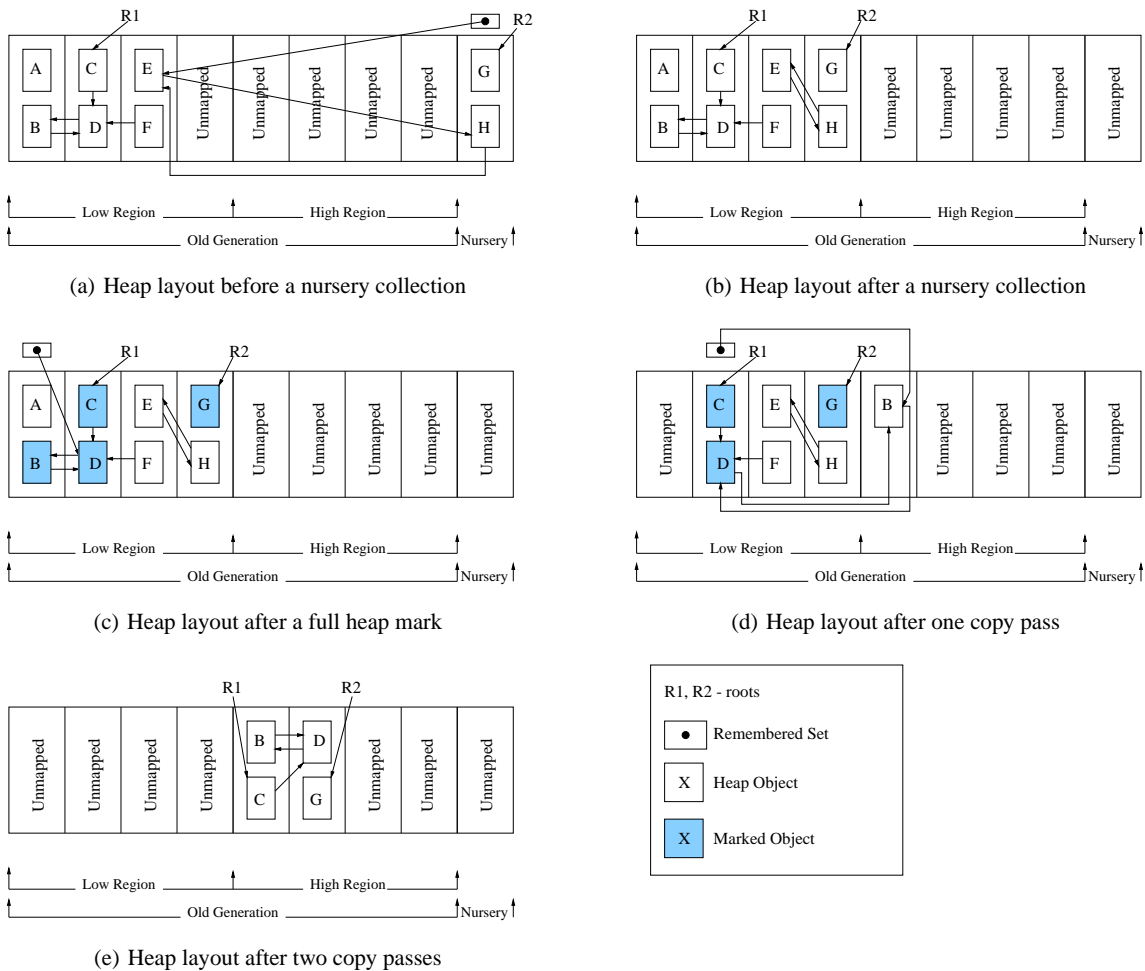 R1
R2
A
C
E
Unmapped
Unmapped
Unmapped
Unmapped
Unmapped
G
B
D
F
H
Low Region
High Region
Old Generation
Nursery
(a) Heap layout before a nursery collection
R1
R2
A
C
E
G
Unmapped
Unmapped
Unmapped
Unmapped
Unmapped
B
D
F
H
Low Region
High Region
Old Generation
Nursery
(b) Heap layout after a nursery collection
R1
R2
A
C
E
G
Unmapped
Unmapped
Unmapped
Unmapped
Unmapped
B
D
F
H
Low Region
High Region
Old Generation
Nursery
(c) Heap layout after a full heap mark
R1
R2
Unmapped
C
E
G
B
Unmapped
Unmapped
Unmapped
Unmapped
D
F
H
Low Region
High Region
Old Generation
Nursery
(d) Heap layout after one copy pass
R1
R2
Unmapped
Unmapped
Unmapped
Unmapped
B
D
Unmapped
Unmapped
Unmapped
C
G
Low Region
High Region
Old Generation
Nursery
(e) Heap layout after two copy passes
R1, R2 - roots
Remembered Set
X
Heap Object
X
Marked Object